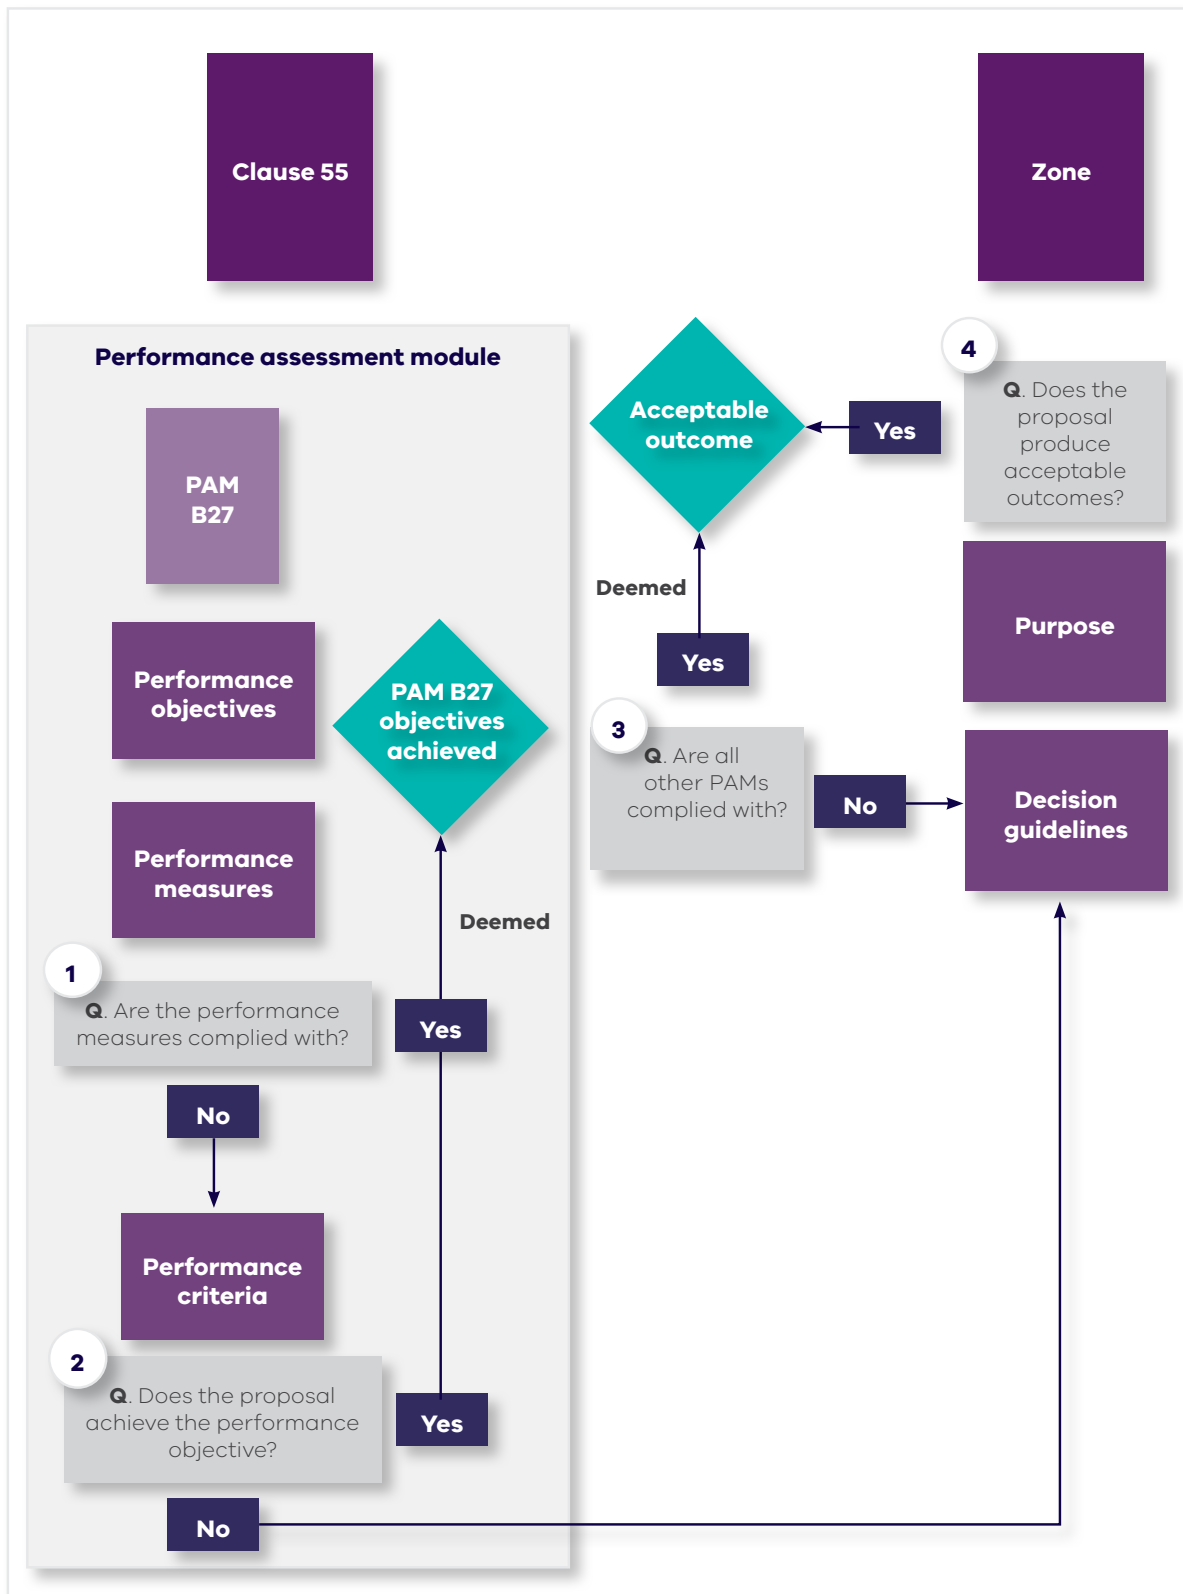 Clause 55
Zone
Performance assessment module
PAM
B27
Performance
objectives
PAM B27
objectives
achieved
Performance
measures
Deemed
1
Q. Are the performance
measures complied with?
Yes
No
Performance
criteria
2
Q. Does the proposal
achieve the performance
objective?
Yes
No
Acceptable
outcome
Yes
Deemed
Yes
3
Q. Are all
other PAMs
complied with?
No
4
Q. Does the
proposal
produce
acceptable
outcomes?
Purpose
Decision
guidelines